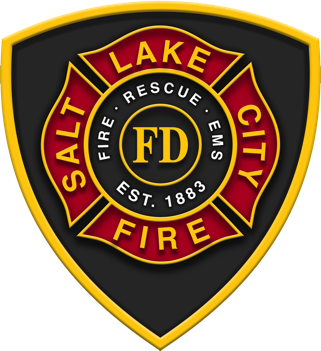 SALT LAKE CITY
FIRE
FIRE · RESCUE · EMS
EST. 1883
FD